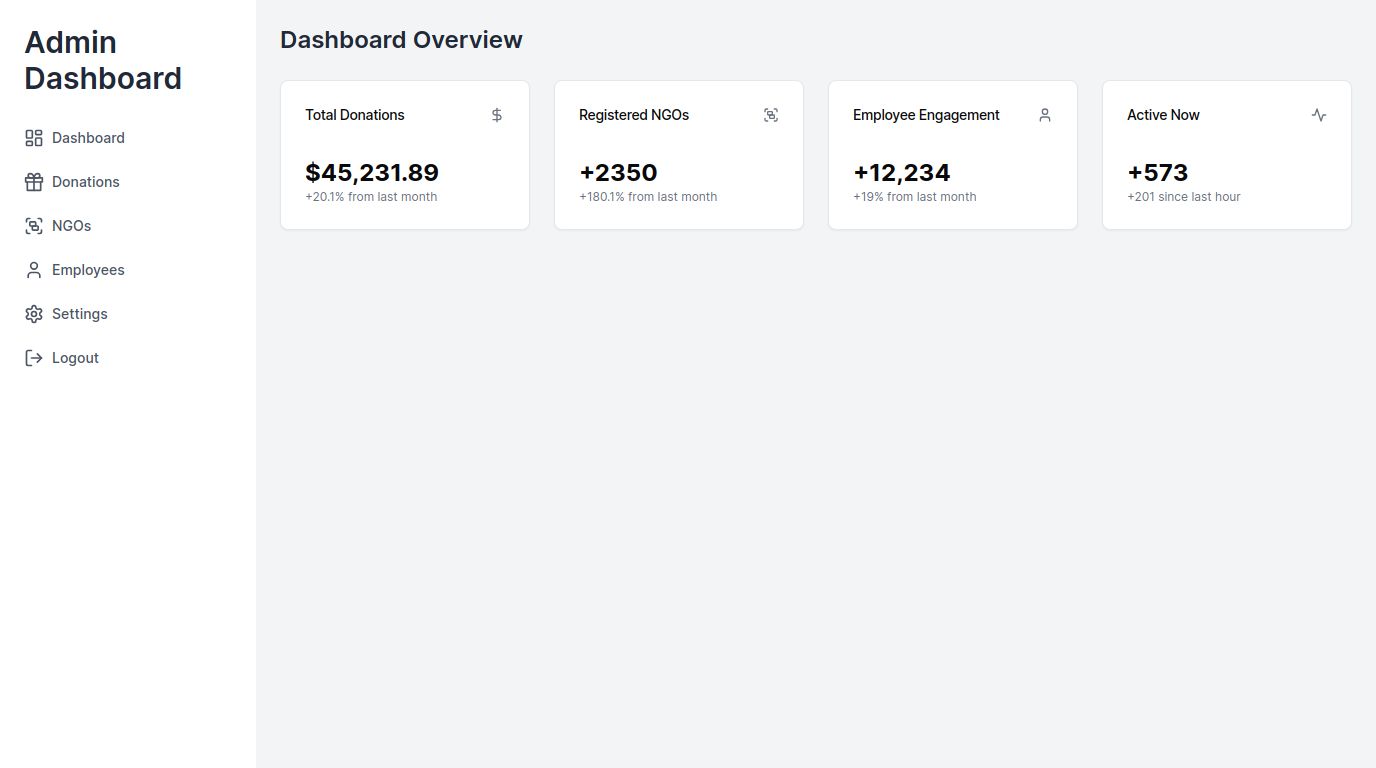 Admin
Dashboard
Dashboard
Donations
NGOs
Employees
Settings
Logout
Dashboard Overview
Total Donations
$45,231.89
+20.1% from last month
Registered NGOs
+2350
+180.1% from last month
Employee Engagement
+12,234
+19% from last month
Active Now
+573
+201 since last hour